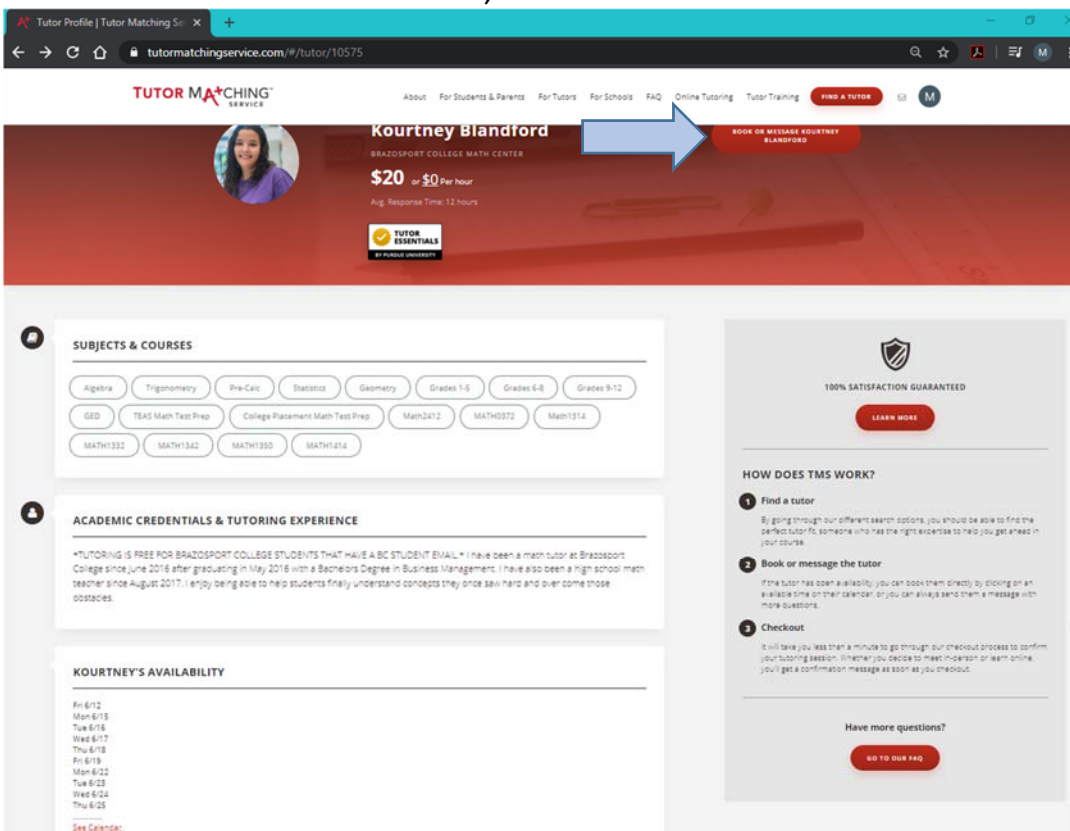 Tutor Profile | Tutor Matching Se
tutormatchingservice.com/#/tutor/10575
M
TUTOR MA+CHING
SERVICE
About For Students & Parents For Tutors For Schools FAQ Online Tutoring Tutor Training FIND A TUTOR M
Kourtney Blandford
BRAZOSPORT COLLEGE MATH CENTER
$20 or $0 Per hour
Avg. Response Time: 12 hours
TUTOR
ESSENTIALS
BY PURDUE UNIVERSITY
BOOK OR MESSAGE KOURTNEY
BLANDFORD
SUBJECTS & COURSES
Algebra Trigonometry Pre-Calc Statistics Geometry Grades 1-5 Grades 6-8 Grades 9-12
GED TEAS Math Test Prep College Placement Math Test Prep Math2412 MATH0372 Math1314
MATH1332 MATH1342 MATH1350 MATH1414
ACADEMIC CREDENTIALS & TUTORING EXPERIENCE
*TUTORING IS FREE FOR BRAZOSPORT COLLEGE STUDENTS THAT HAVE A BC STUDENT EMAIL.* I have been a math tutor at Brazosport
College since June 2016 after graduating in May 2016 with a Bachelors Degree in Business Management. I have also been a high school math
teacher since August 2017. I enjoy being able to help students finally understand concepts they once saw hard and over come those
obstacles.
KOURTNEY'S AVAILABILITY
Fri 6/12
Mon 6/15
Tue 6/16
Wed 6/17
Thu 6/18
Fri 6/19
Mon 6/22
Tue 6/23
Wed 6/24
Thu 6/25
............
See Calendar
100% SATISFACTION GUARANTEED
LEARN MORE
HOW DOES TMS WORK?
1 Find a tutor
By going through our different search options, you should be able to find the
perfect tutor fit, someone who has the right expertise to help you get ahead in
your course.
2 Book or message the tutor
If the tutor has open availability, you can book them directly by clicking on an
available time on their calendar, or you can always send them a message with
more questions.
3 Checkout
It will take you less than a minute to go through our checkout process to confirm
your tutoring session. Whether you decide to meet in-person or learn online,
you'll get a confirmation message as soon as you checkout.
Have more questions?
GO TO OUR FAQ